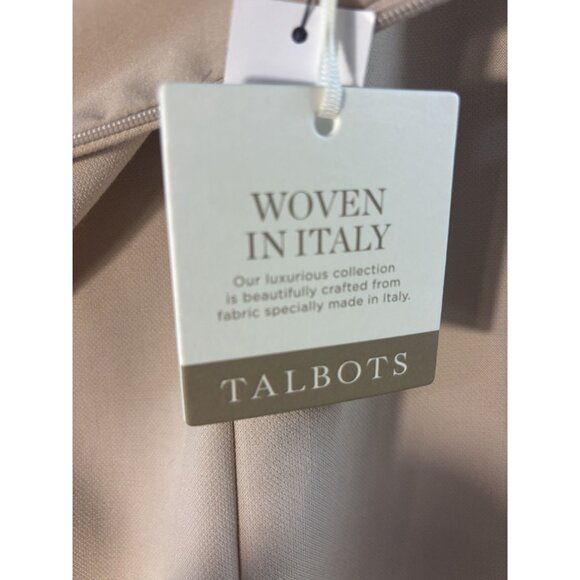 WOVEN
IN ITALY
Our luxurious collection
is beautifully crafted from
fabric specially made in Italy.
TALBOTS